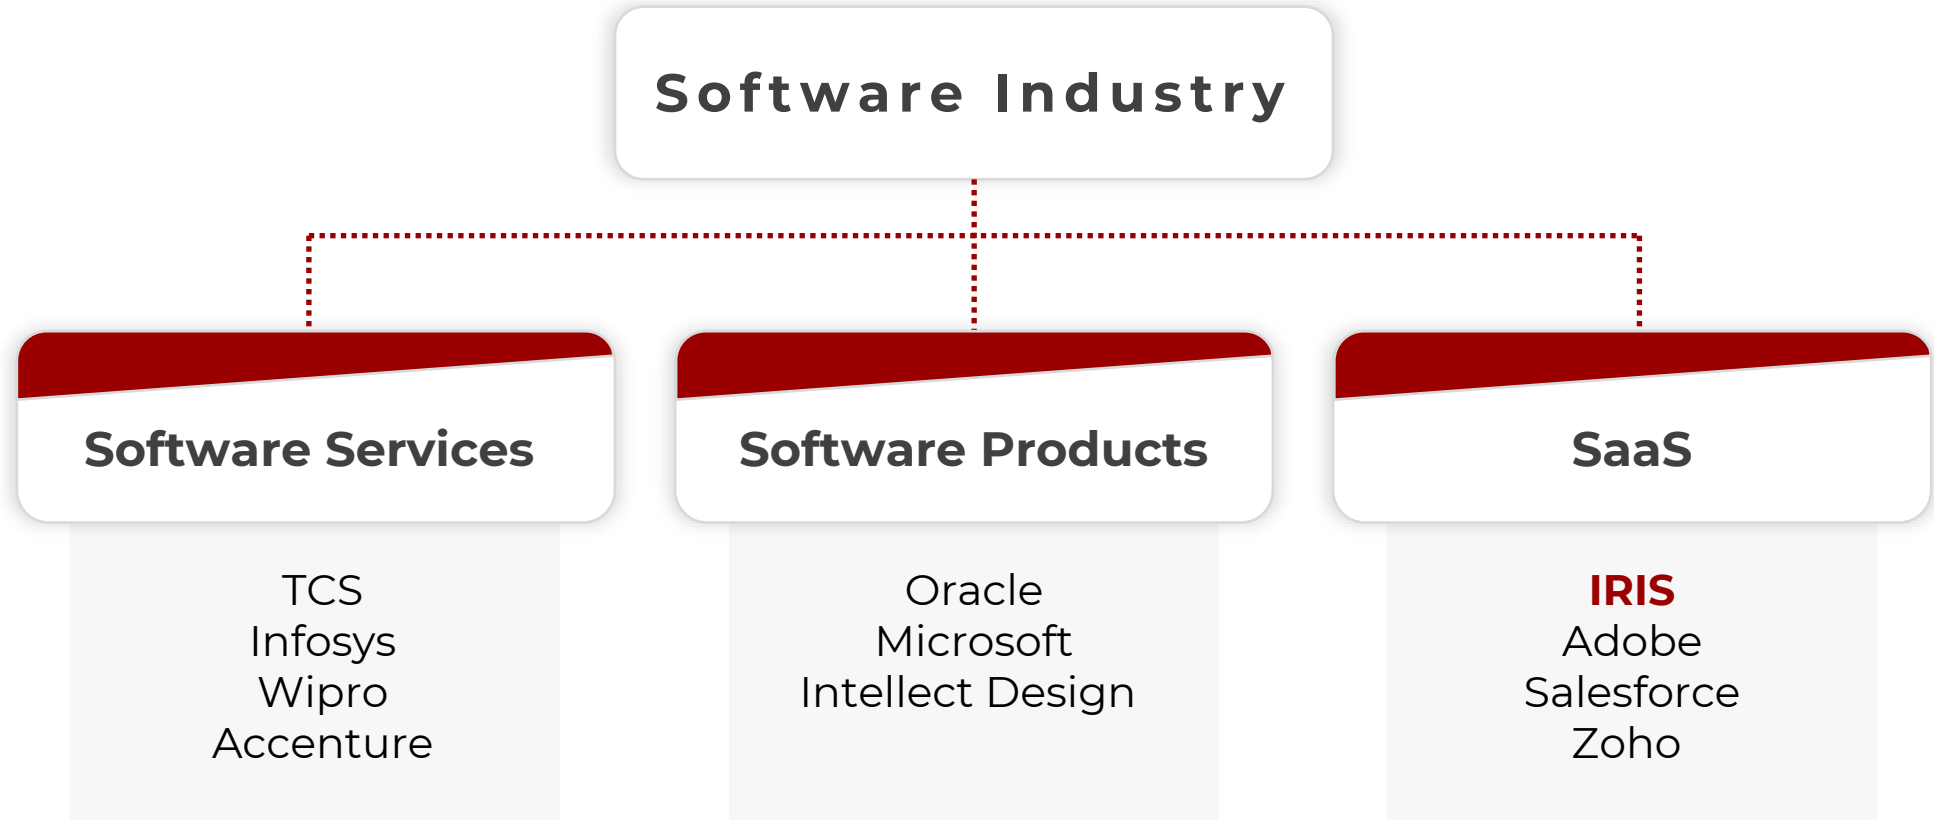 Software Industry
Software Services
TCS
Infosys
Wipro
Accenture
Software Products
Oracle
Microsoft
Intellect Design
SaaS
IRIS
Adobe
Salesforce
Zoho